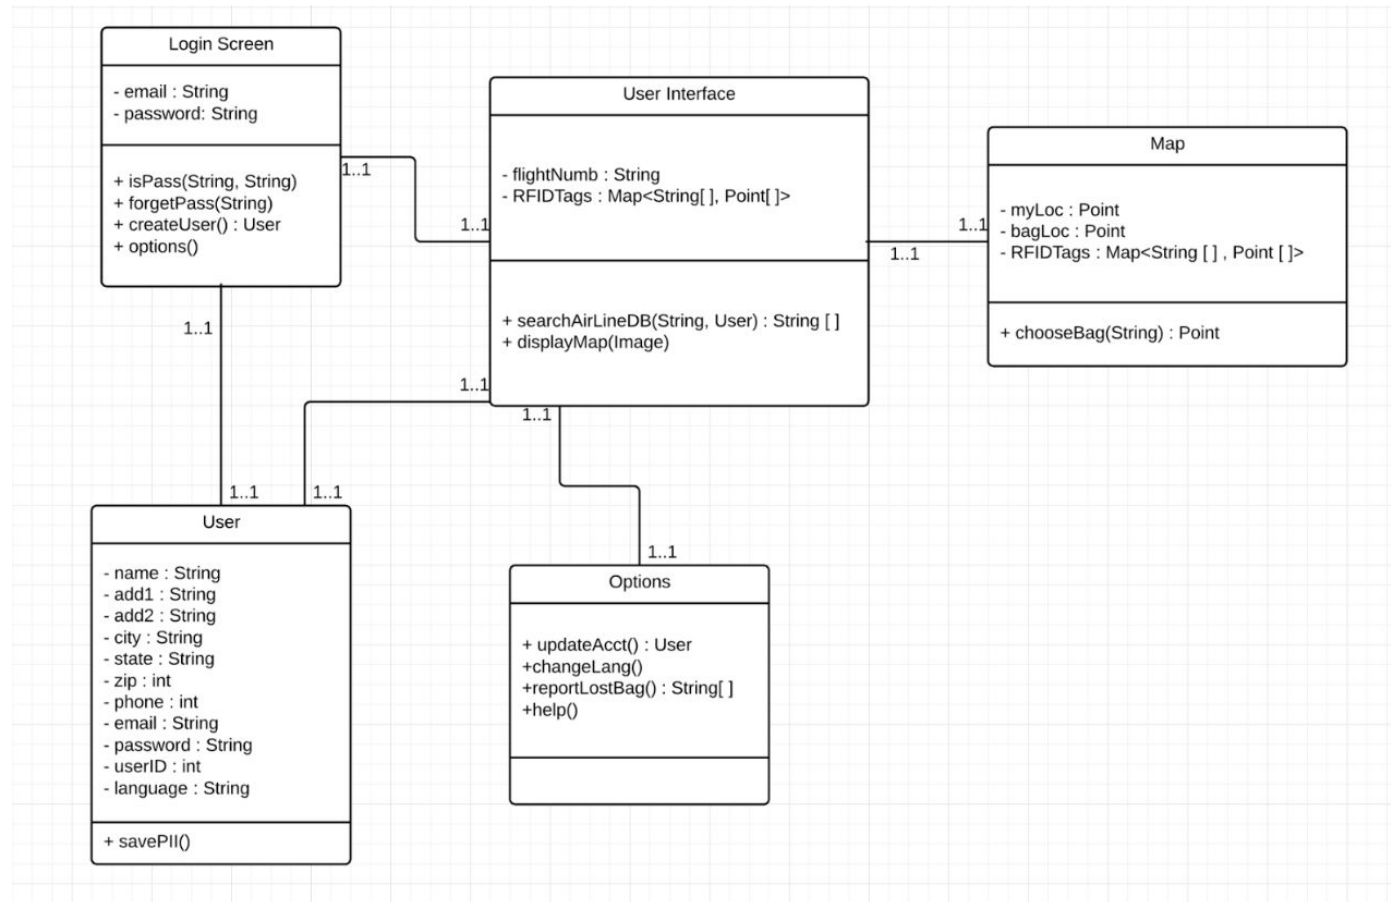 Login Screen
- email : String
- password: String
+ isPass(String, String)
+ forgetPass(String)
+ createUser() : User
+ options()
1..1
1..1
1..1
User Interface
- flightNumb : String
- RFIDTags : Map<String[ ], Point[ ]>
+ searchAirLineDB(String, User) : String [ ]
+ displayMap(Image)
1..1
1..1
1..1
1..1
Map
- myLoc : Point
- bagLoc : Point
- RFIDTags : Map<String [ ] , Point [ ]>
+ chooseBag(String) : Point
1..1
1..1
User
- name : String
- add1 : String
- add2 : String
- city : String
- state : String
- zip : int
- phone : int
- email : String
- password : String
- userID : int
- language : String
+ savePII()
1..1
Options
+ updateAcct() : User
+changeLang()
+reportLostBag() : String[ ]
+help()